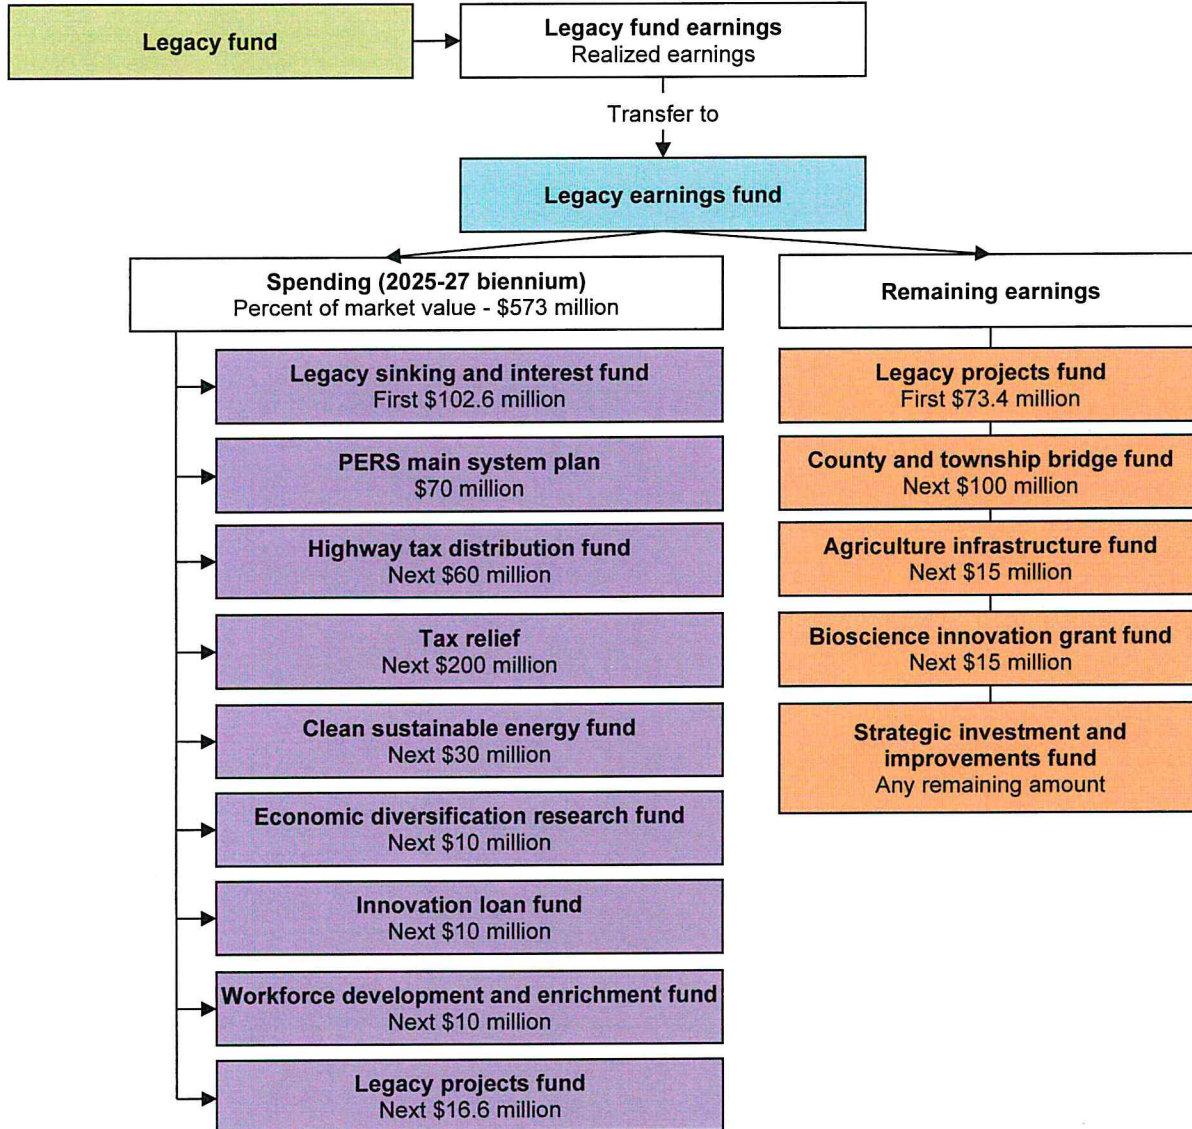 Legacy fund
Legacy fund earnings
Realized earnings
Transfer to
Legacy earnings fund
Spending (2025-27 biennium)
Percent of market value - $573 million
Legacy sinking and interest fund
First $102.6 million
PERS main system plan
$70 million
Highway tax distribution fund
Next $60 million
Tax relief
Next $200 million
Clean sustainable energy fund
Next $30 million
Economic diversification research fund
Next $10 million
Innovation loan fund
Next $10 million
Workforce development and enrichment fund
Next $10 million
Legacy projects fund
Next $16.6 million
Remaining earnings
Legacy projects fund
First $73.4 million
County and township bridge fund
Next $100 million
Agriculture infrastructure fund
Next $15 million
Bioscience innovation grant fund
Next $15 million
Strategic investment and
improvements fund
Any remaining amount